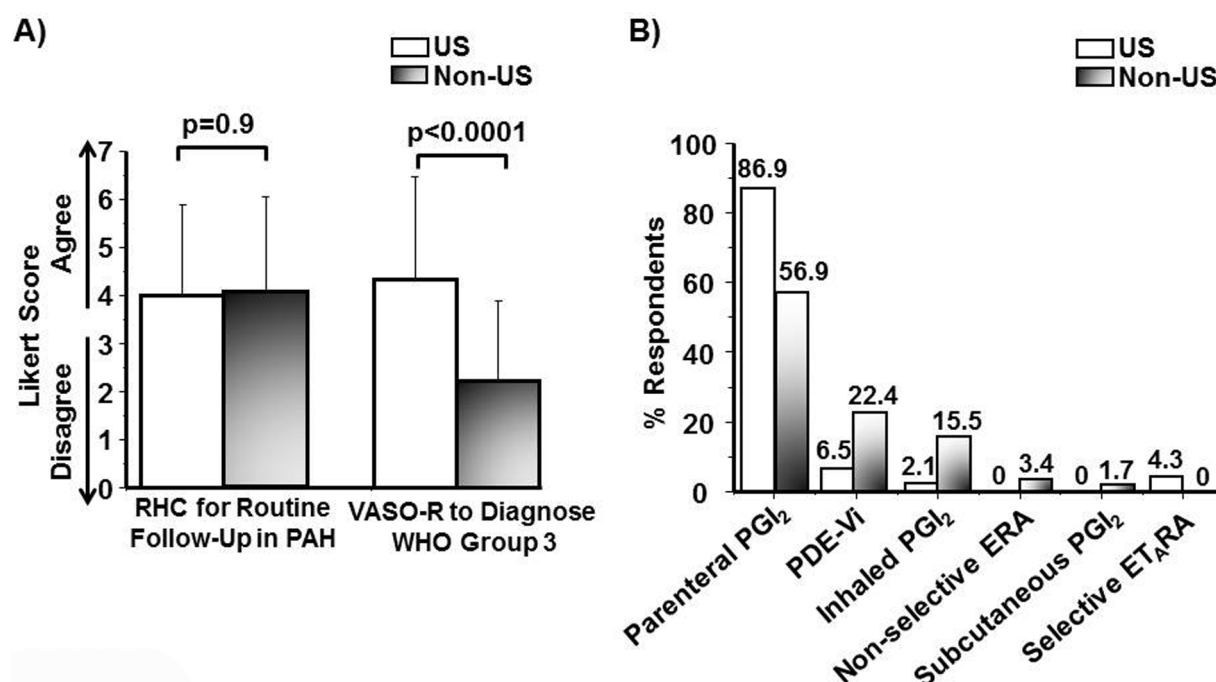 A)
US
Non-US
p=0.9
p<0.0001
Likert Score
Disagree Agree
7
6
5
4
3
2
1
0
RHC for Routine
Follow-Up in PAH
VASO-R to Diagnose
WHO Group 3
B)
US
Non-US
% Respondents
100
80
60
40
20
0
86.9
56.9
6.5
22.4
2.1
15.5
0
3.4
0
1.7
4.3
0
Parenteral PGI₂
PDE-Vi
Inhaled PGI₂
Non-selective ERA
Subcutaneous PGI₂
Selective ET_ARA